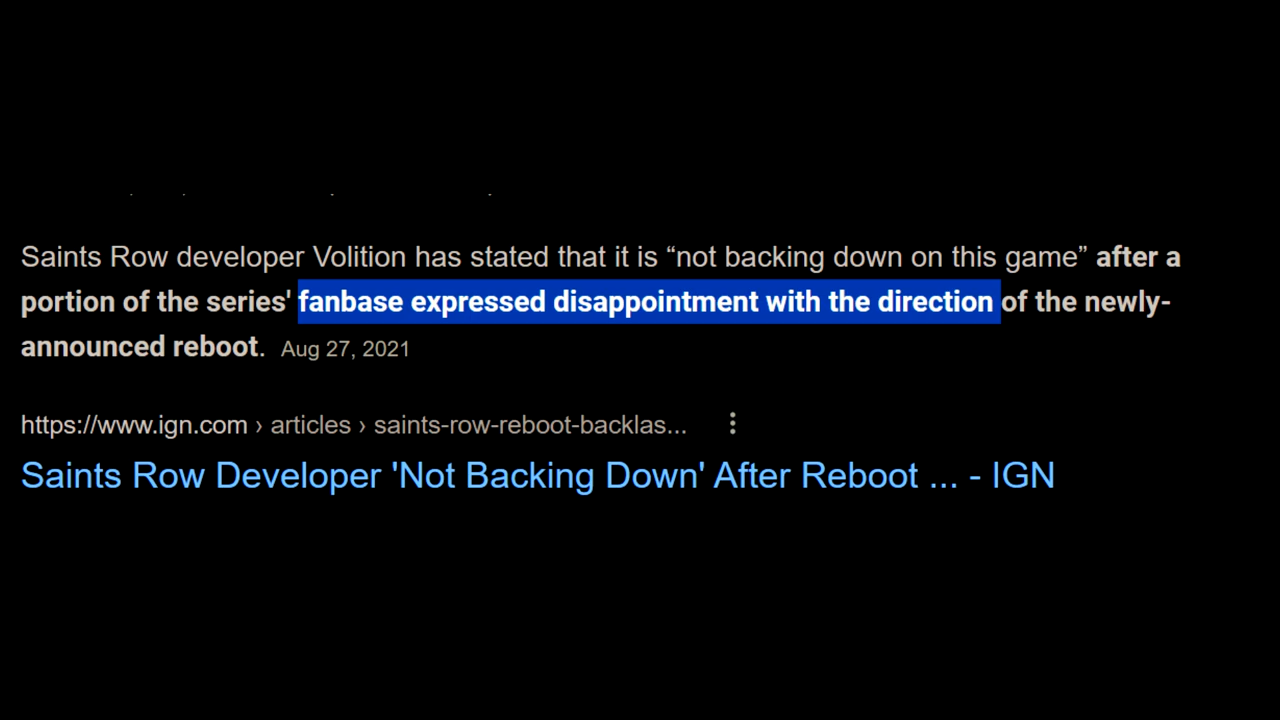 Saints Row developer Volition has stated that it is “not backing down on this game” after a
portion of the series' fanbase expressed disappointment with the direction of the newly-
announced reboot. Aug 27, 2021
https://www.ign.com › articles › saints-row-reboot-backlas...
Saints Row Developer 'Not Backing Down' After Reboot ... - IGN